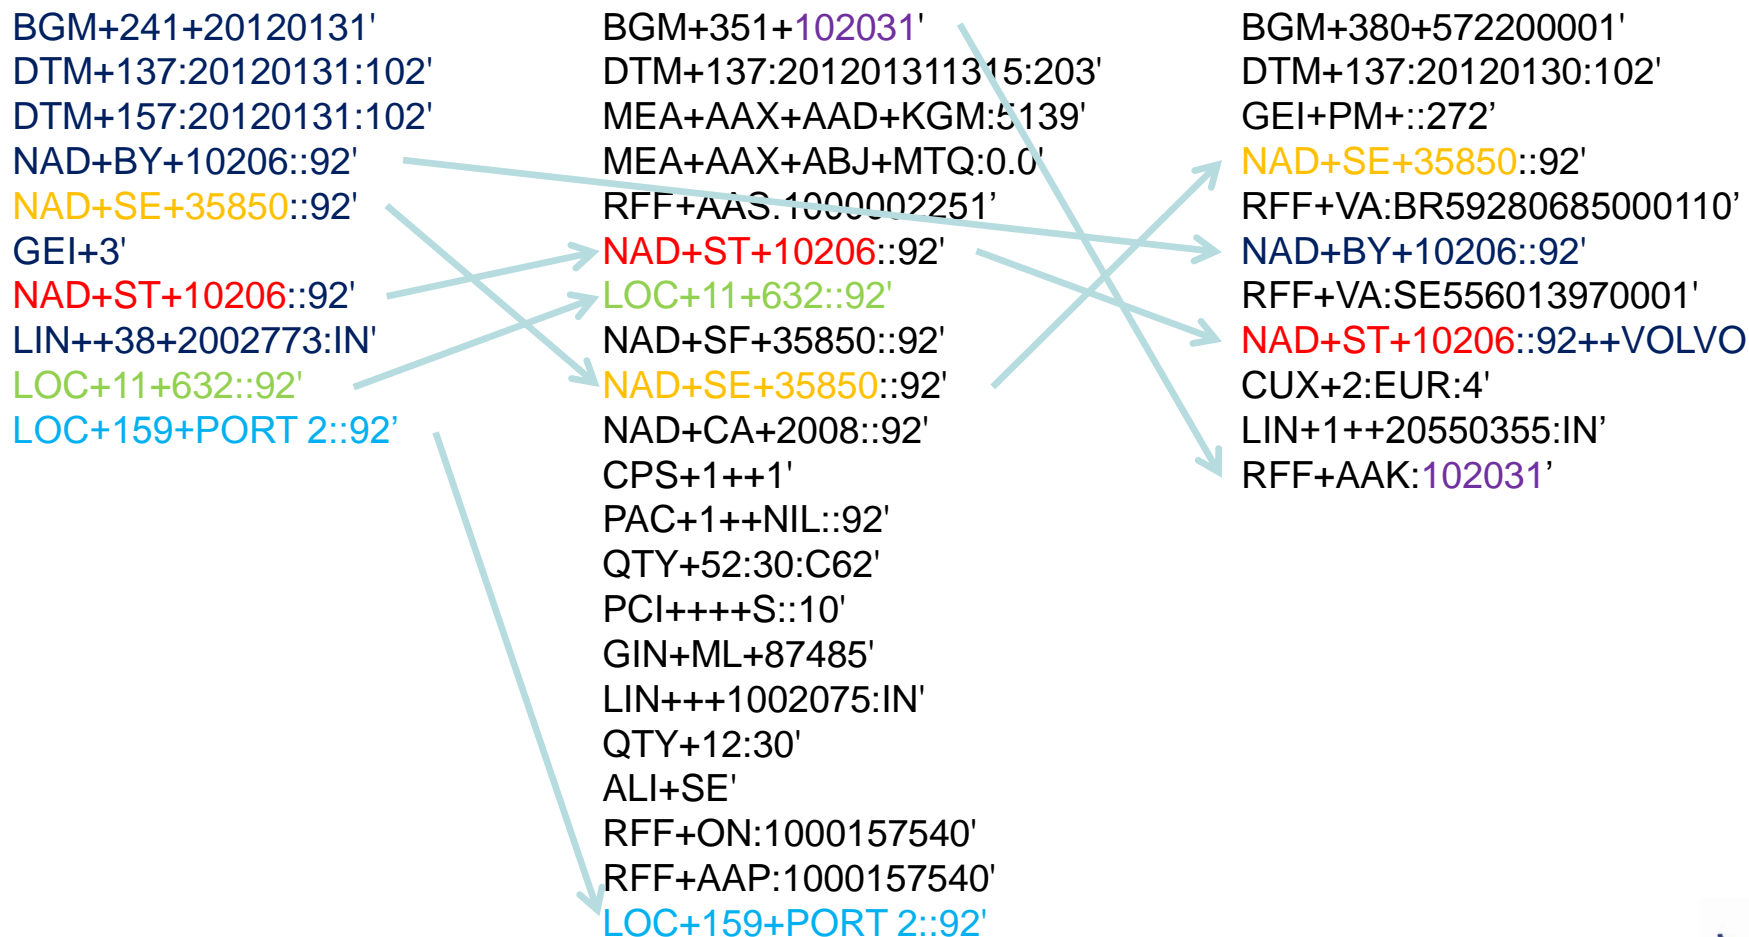 BGM+241+20120131'
DTM+137:20120131:102'
DTM+157:20120131:102'
NAD+BY+10206::92'
NAD+SE+35850::92'
GEI+3'
NAD+ST+10206::92'
LIN++38+2002773:IN'
LOC+11+632::92'
LOC+159+PORT 2::92’
BGM+351+102031'
DTM+137:201201311315:203'
MEA+AAX+AAD+KGM:5139'
MEA+AAX+ABJ+MTQ:0.0'
RFF+AAS:1000002251’
NAD+ST+10206::92'
LOC+11+632::92'
NAD+SF+35850::92'
NAD+SE+35850::92'
NAD+CA+2008::92'
CPS+1++1'
PAC+1++NIL::92'
QTY+52:30:C62'
PCI++++S::10'
GIN+ML+87485'
LIN+++1002075:IN'
QTY+12:30'
ALI+SE'
RFF+ON:1000157540'
RFF+AAP:1000157540'
LOC+159+PORT 2::92'
BGM+380+572200001'
DTM+137:20120130:102'
GEI+PM+::272’
NAD+SE+35850::92'
RFF+VA:BR59280685000110’
NAD+BY+10206::92'
RFF+VA:SE556013970001'
NAD+ST+10206::92++VOLVO
CUX+2:EUR:4'
LIN+1++20550355:IN’
RFF+AAK:102031’